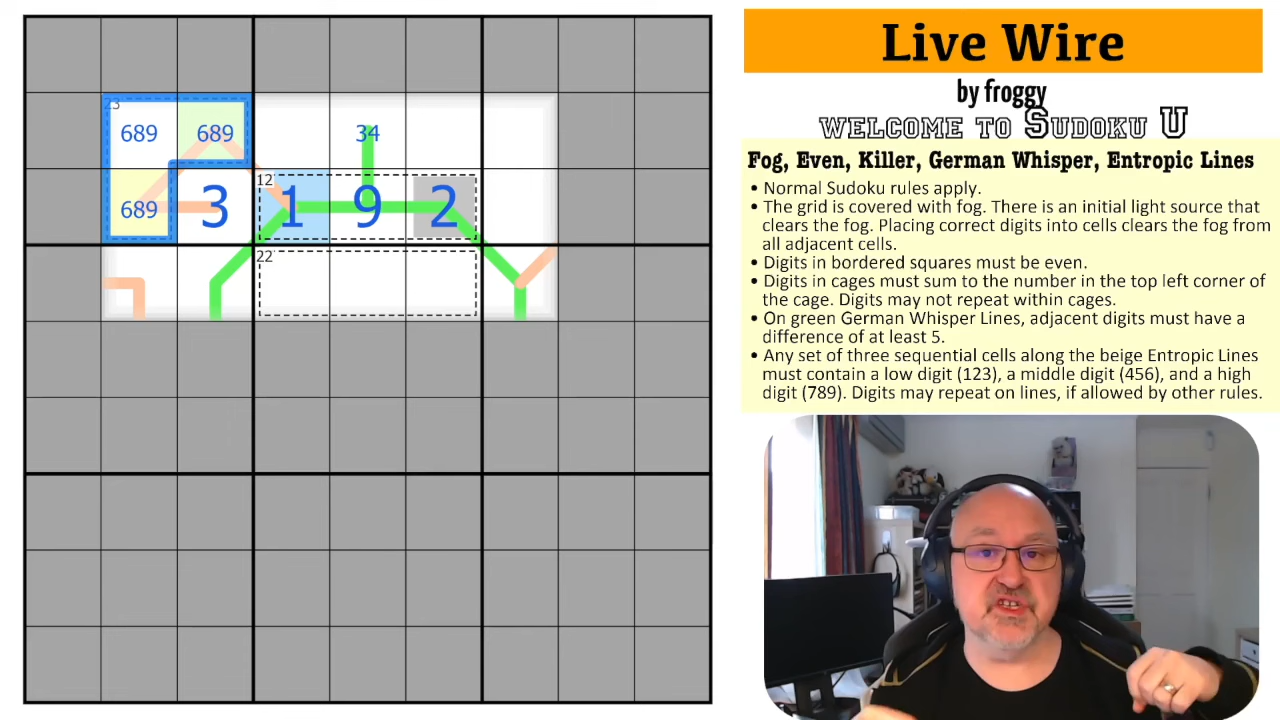 Live Wire
by froggy
WELCOME TO SUDOKU U
Fog, Even, Killer, German Whisper, Entropic Lines
• Normal Sudoku rules apply.
• The grid is covered with fog. There is an initial light source that
clears the fog. Placing correct digits into cells clears the fog from
all adjacent cells.
• Digits in bordered squares must be even.
• Digits in cages must sum to the number in the top left corner of
the cage. Digits may not repeat within cages.
• On green German Whisper Lines, adjacent digits must have a
difference of at least 5.
• Any set of three sequential cells along the beige Entropic Lines
must contain a low digit (123), a middle digit (456), and a high
digit (789). Digits may repeat on lines, if allowed by other rules.
23
689 689 34
12
689 3 1 9 2
22